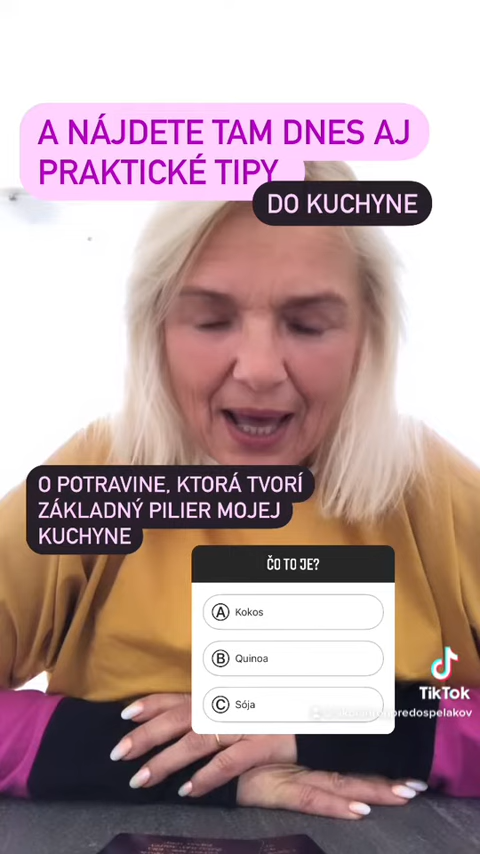 A NÁJDETE TAM DNES AJ
PRAKTICKÉ TIPY
DO KUCHYNE
O POTRAVINE, KTORÁ TVORÍ
ZÁKLADNÝ PILIER MOJEJ
KUCHYNE
ČO TO JE?
A Kokos
B Quinoa
C Sója
TikTok